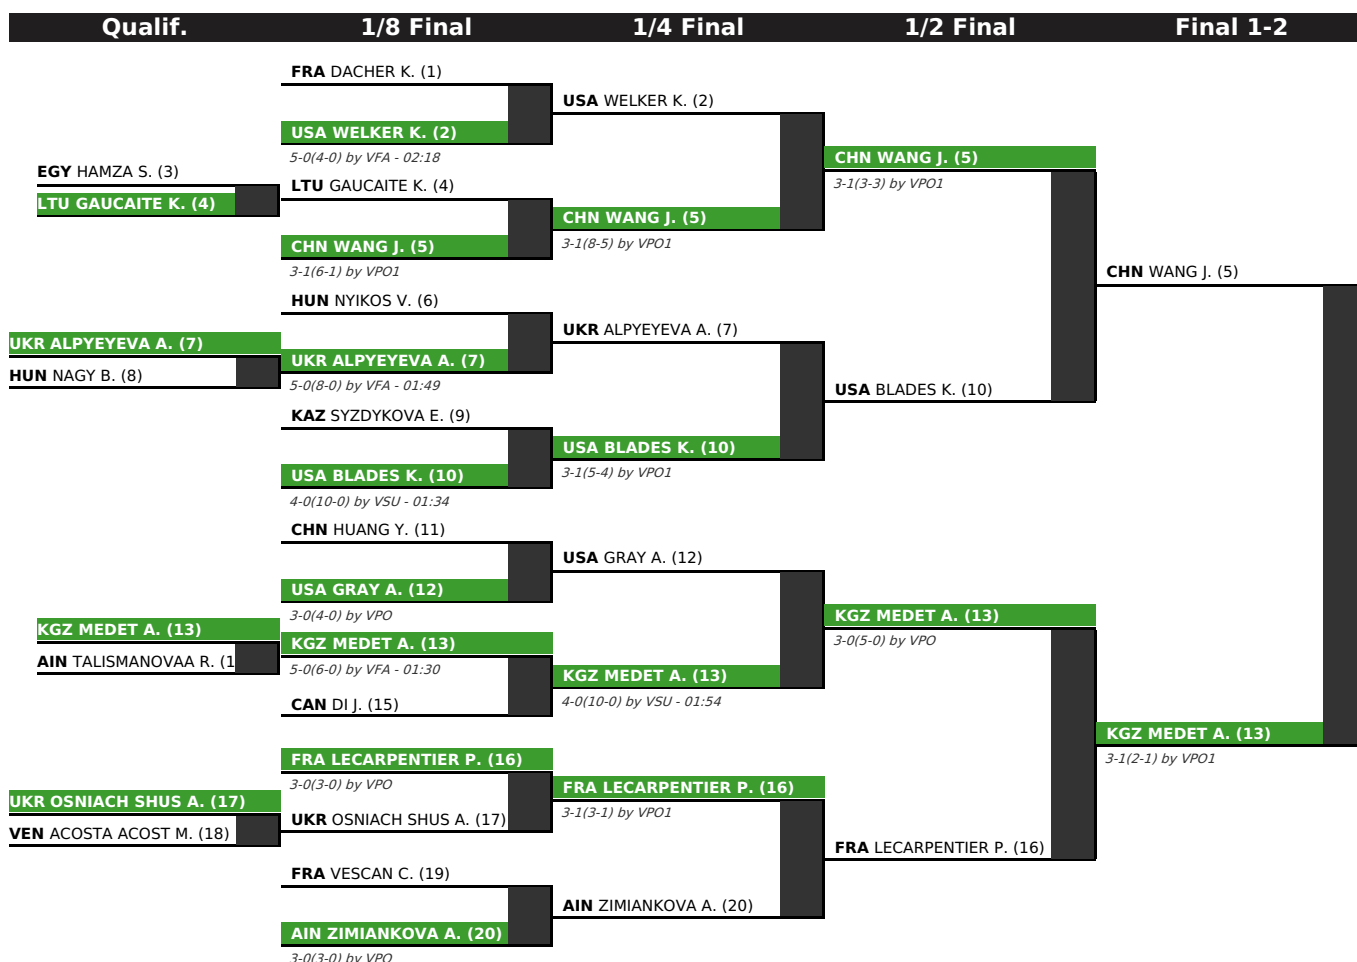 Qualif.
1/8 Final
1/4 Final
1/2 Final
Final 1-2
EGY HAMZA S. (3)
LTU GAUCAITE K. (4)
UKR ALPYEYEVA A. (7)
HUN NAGY B. (8)
KGZ MEDET A. (13)
AIN TALISMANOVAA R. (1
UKR OSNIACH SHUS A. (17)
VEN ACOSTA ACOST M. (18)
FRA DACHER K. (1)
USA WELKER K. (2)
5-0(4-0) by VFA - 02:18
LTU GAUCAITE K. (4)
CHN WANG J. (5)
3-1(6-1) by VPO1
HUN NYIKOS V. (6)
UKR ALPYEYEVA A. (7)
5-0(8-0) by VFA - 01:49
KAZ SYZDYKOVA E. (9)
USA BLADES K. (10)
4-0(10-0) by VSU - 01:34
CHN HUANG Y. (11)
USA GRAY A. (12)
3-0(4-0) by VPO
KGZ MEDET A. (13)
5-0(6-0) by VFA - 01:30
CAN DI J. (15)
FRA LECARPENTIER P. (16)
3-0(3-0) by VPO
UKR OSNIACH SHUS A. (17)
FRA VESCAN C. (19)
AIN ZIMIANKOVA A. (20)
3-0(3-0) by VPO
USA WELKER K. (2)
CHN WANG J. (5)
3-1(8-5) by VPO1
UKR ALPYEYEVA A. (7)
USA BLADES K. (10)
3-1(5-4) by VPO1
USA GRAY A. (12)
KGZ MEDET A. (13)
4-0(10-0) by VSU - 01:54
FRA LECARPENTIER P. (16)
3-1(3-1) by VPO1
AIN ZIMIANKOVA A. (20)
CHN WANG J. (5)
3-1(3-3) by VPO1
USA BLADES K. (10)
KGZ MEDET A. (13)
3-0(5-0) by VPO
FRA LECARPENTIER P. (16)
CHN WANG J. (5)
KGZ MEDET A. (13)
3-1(2-1) by VPO1